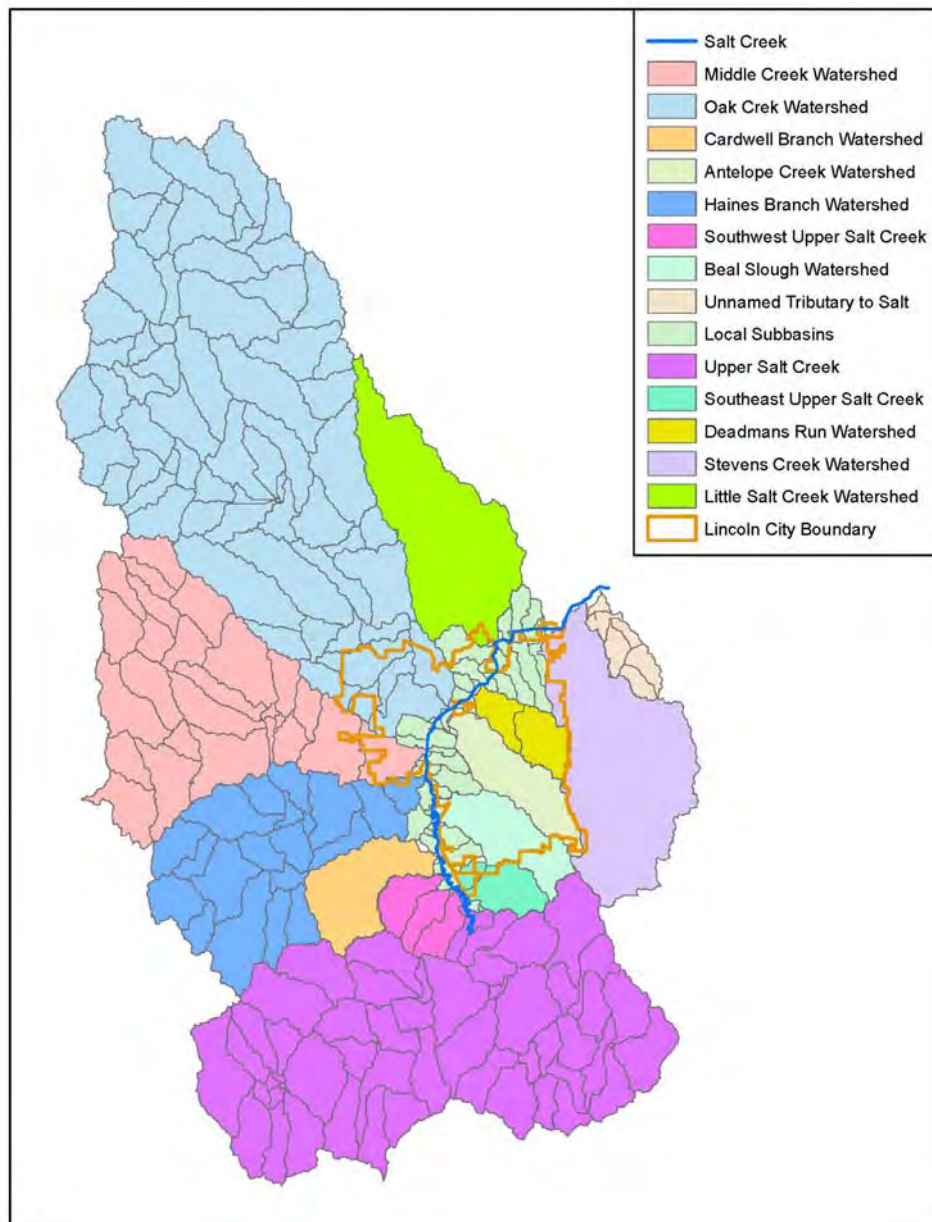 Salt Creek
Middle Creek Watershed
Oak Crek Watershed
Cardwell Branch Watershed
Antelope Creek Watershed
Haines Branch Watershed
Southwest Upper Salt Creek
Beal Slough Watershed
Unnamed Tributary to Salt
Local Subbasins
Upper Salt Creek
Southeast Upper Salt Creek
Deadmans Run Watershed
Stevens Creek Watershed
Little Salt Creek Watershed
Lincoln City Boundary